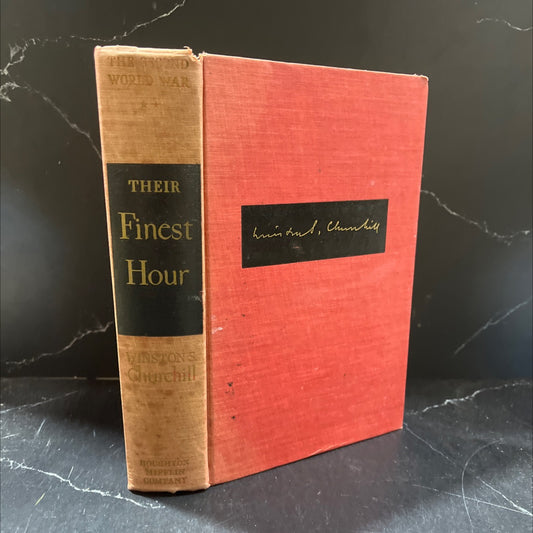 THE SECOND
WORLD WAR
**
THEIR
Finest
Hour
WINSTON S.
Churchill
HOUGHTON
MIFFLIN
COMPANY
Winston S. Churchill